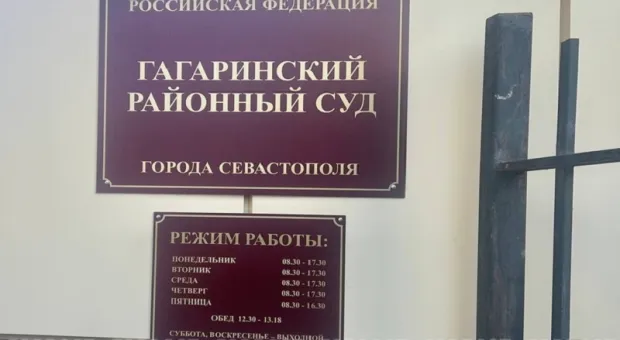 РОССИЙСКАЯ ФЕДЕРАЦИЯ
ГАГАРИНСКИЙ
РАЙОННЫЙ СУД
ГОРОДА СЕВАСТОПОЛЯ
РЕЖИМ РАБОТЫ:
ПОНЕДЕЛЬНИК 08.30 - 17.30
ВТОРНИК 08.30 - 17.30
СРЕДА 08.30 - 17.30
ЧЕТВЕРГ 08.30 - 17.30
ПЯТНИЦА 08.30 - 16.30
ОБЕД 12.30 - 13.18
СУББОТА, ВОСКРЕСЕНЬЕ – ВЫХОДНОЙ